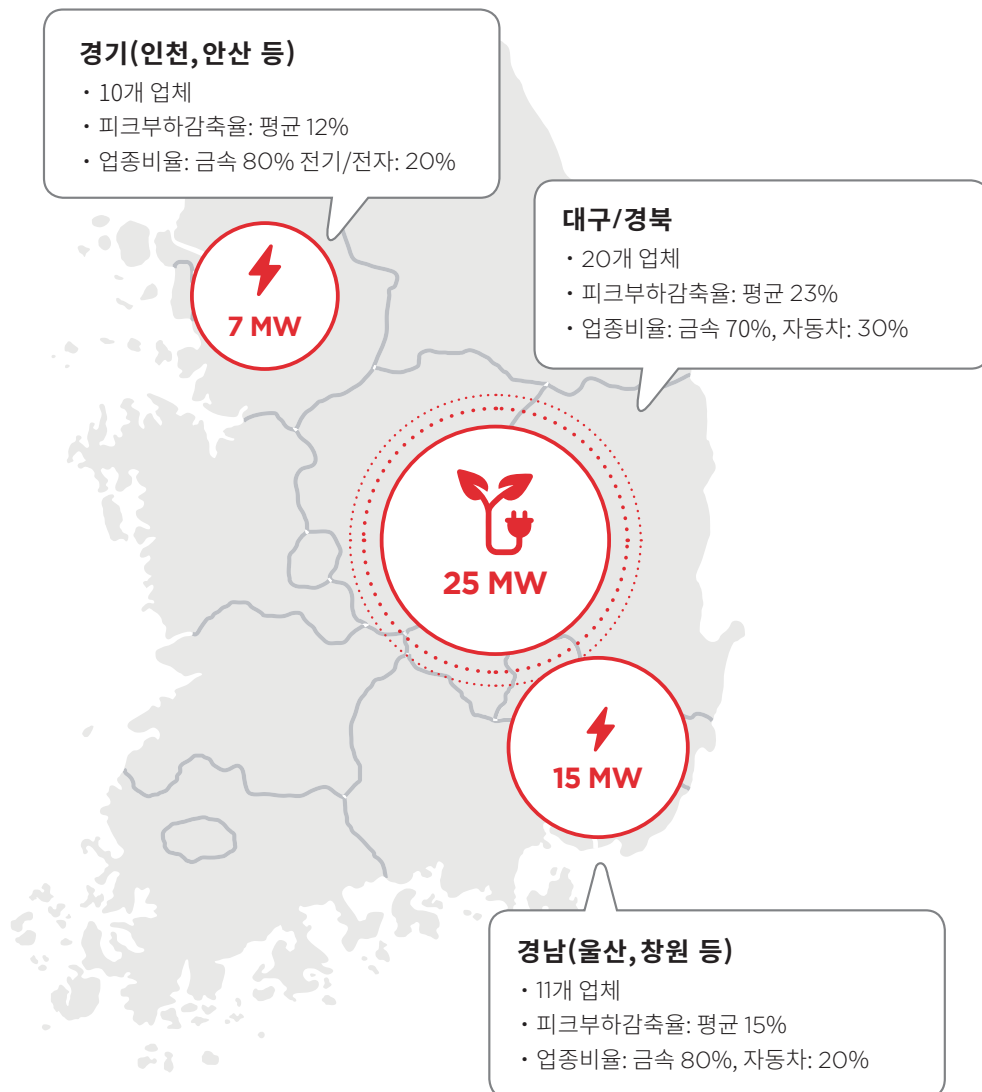 경기(인천, 안산 등)
• 10개 업체
• 피크부하감축율: 평균 12%
• 업종비율: 금속 80% 전기/전자: 20%
7 MW
대구/경북
• 20개 업체
• 피크부하감축율: 평균 23%
• 업종비율: 금속 70%, 자동차: 30%
25 MW
15 MW
경남(울산, 창원 등)
• 11개 업체
• 피크부하감축율: 평균 15%
• 업종비율: 금속 80%, 자동차: 20%